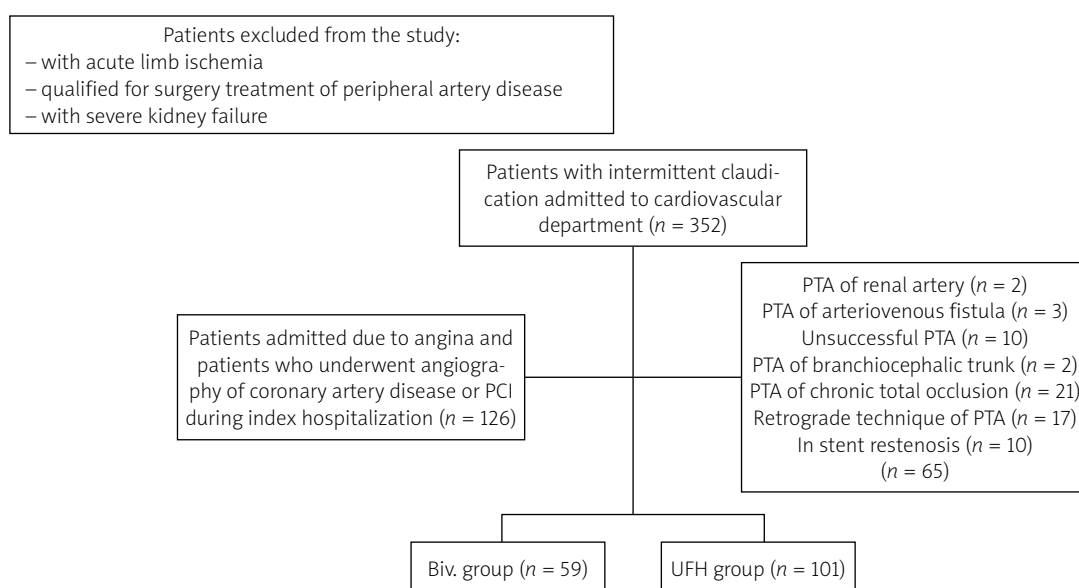 Patients excluded from the study:
– with acute limb ischemia
– qualified for surgery treatment of peripheral artery disease
– with severe kidney failure
Patients with intermittent claudi-
cation admitted to cardiovascular
department (n = 352)
Patients admitted due to angina and
patients who underwent angiogra-
phy of coronary artery disease or PCI
during index hospitalization (n = 126)
PTA of renal artery (n = 2)
PTA of arteriovenous fistula (n = 3)
Unsuccessful PTA (n = 10)
PTA of branchiocephalic trunk (n = 2)
PTA of chronic total occlusion (n = 21)
Retrograde technique of PTA (n = 17)
In stent restenosis (n = 10)
(n = 65)
Biv. group (n = 59)
UFH group (n = 101)